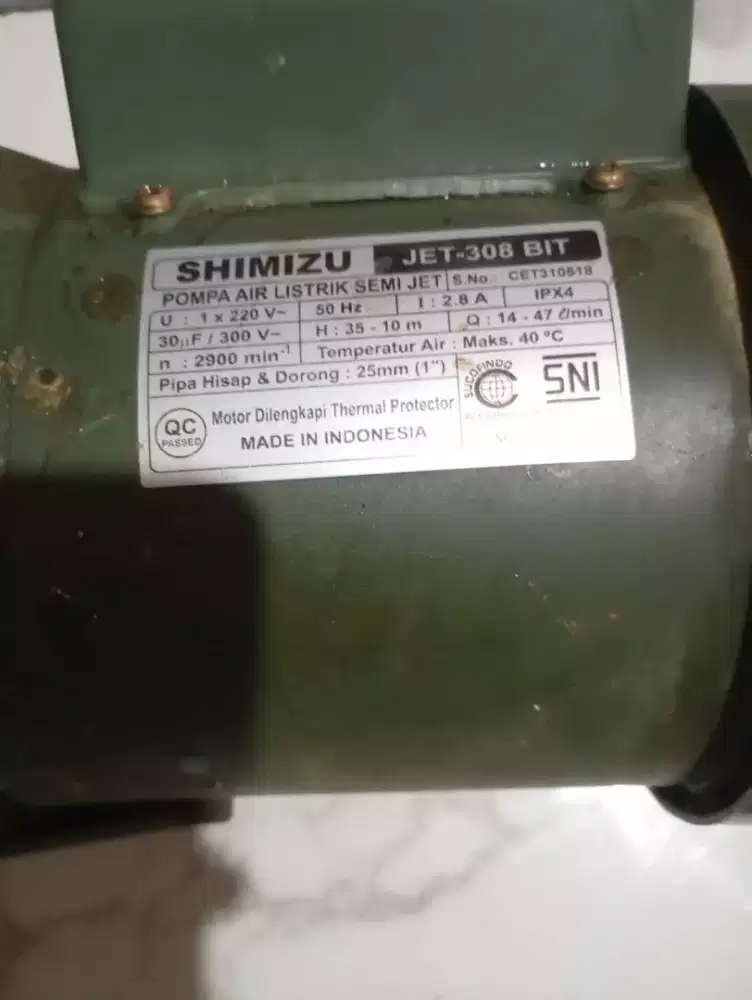 SHIMIZU JET-308 BIT
POMPA AIR LISTRIK SEMI JET S.No.: CET310518
U : 1 x 220 V~ 50 Hz I : 2.8 A IPX4
30µF / 300 V~ H : 35 - 10 m Q : 14 - 47 ℓ/min
n : 2900 min⁻¹ Temperatur Air : Maks. 40 °C
Pipa Hisap & Dorong : 25mm (1")
SUCOFINDO
SNI
QC
PASSED
Motor Dilengkapi Thermal Protector
MADE IN INDONESIA